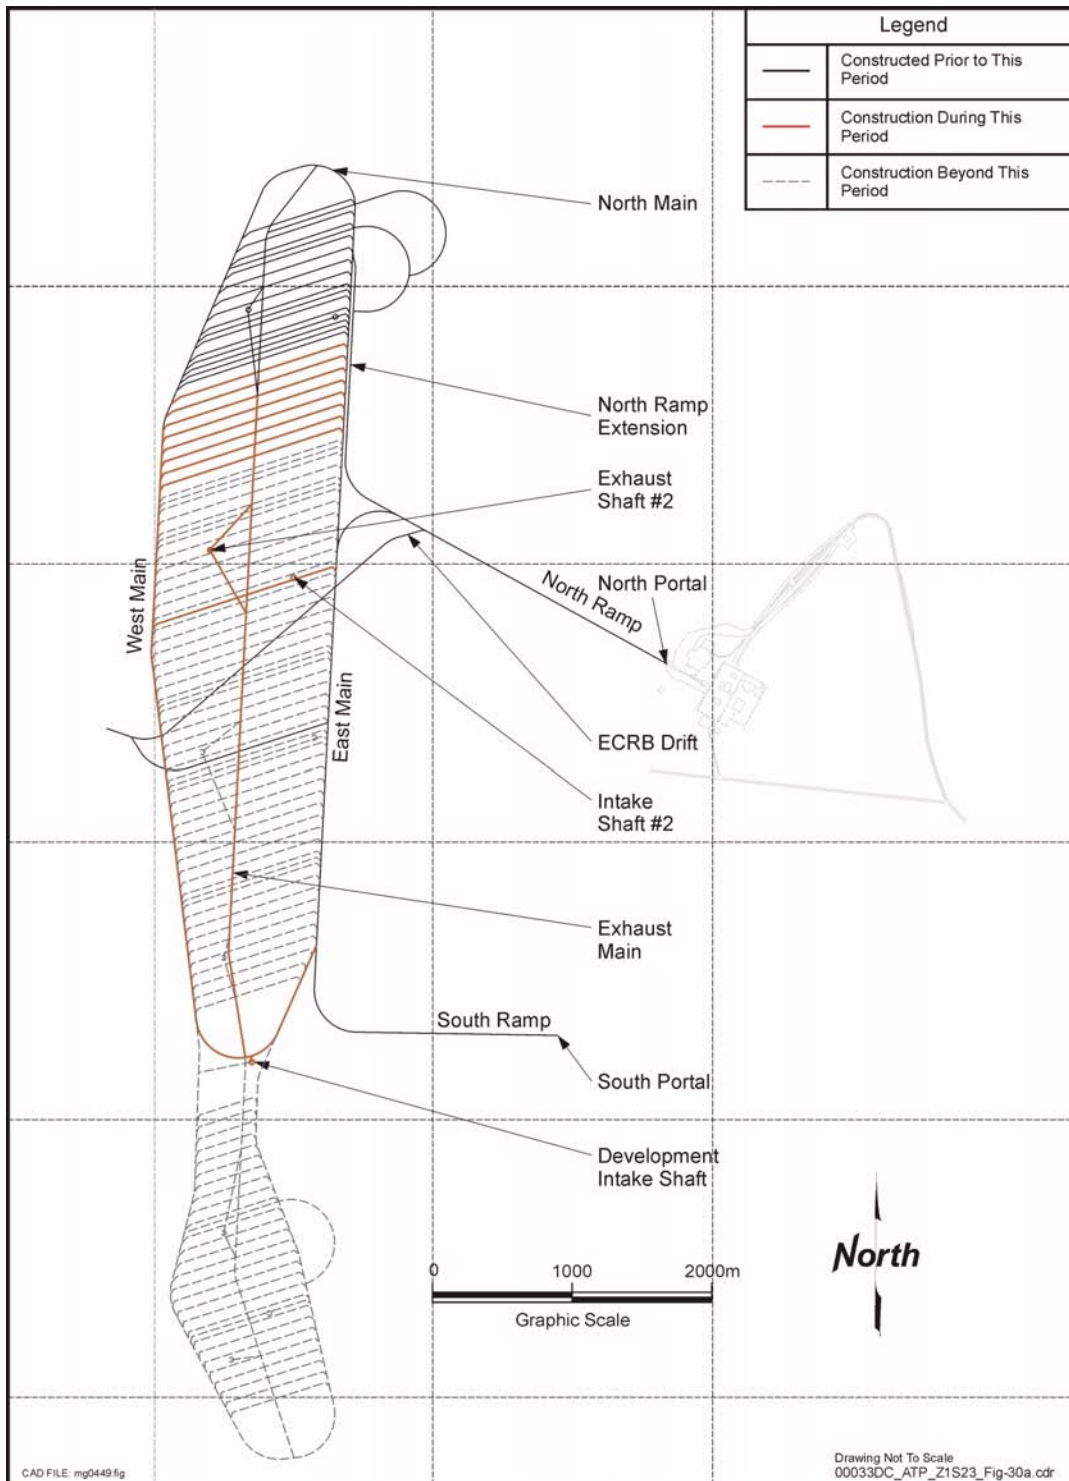 Legend
Constructed Prior to This
Period
Construction During This
Period
Construction Beyond This
Period
North Main
North Ramp
Extension
Exhaust
Shaft #2
North Portal
North Ramp
West Main
East Main
ECRB Drift
Intake
Shaft #2
Exhaust
Main
South Ramp
South Portal
Development
Intake Shaft
North
0 1000 2000m
Graphic Scale
Drawing Not To Scale
CAD FILE: mg0449.fig
00033DC_ATP_Z1S23_Fig-30a.cdr